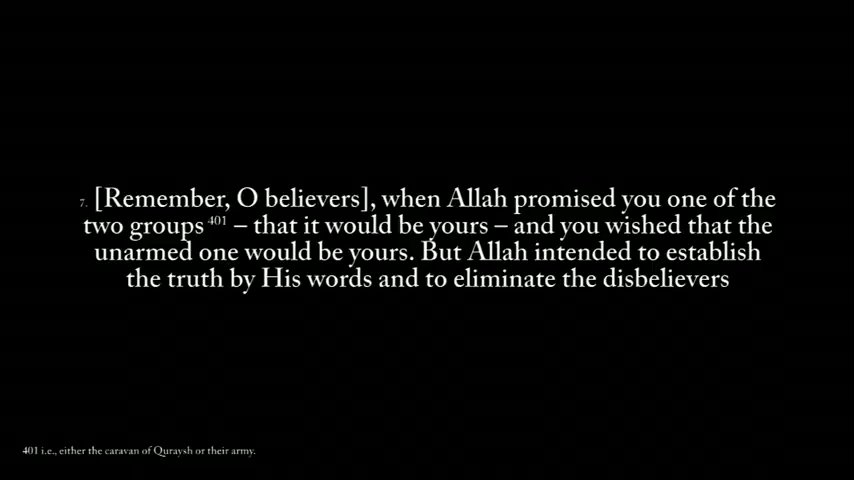 7. [Remember, O believers], when Allah promised you one of the
two groups 401 – that it would be yours – and you wished that the
unarmed one would be yours. But Allah intended to establish
the truth by His words and to eliminate the disbelievers
401 i.e., either the caravan of Quraysh or their army.